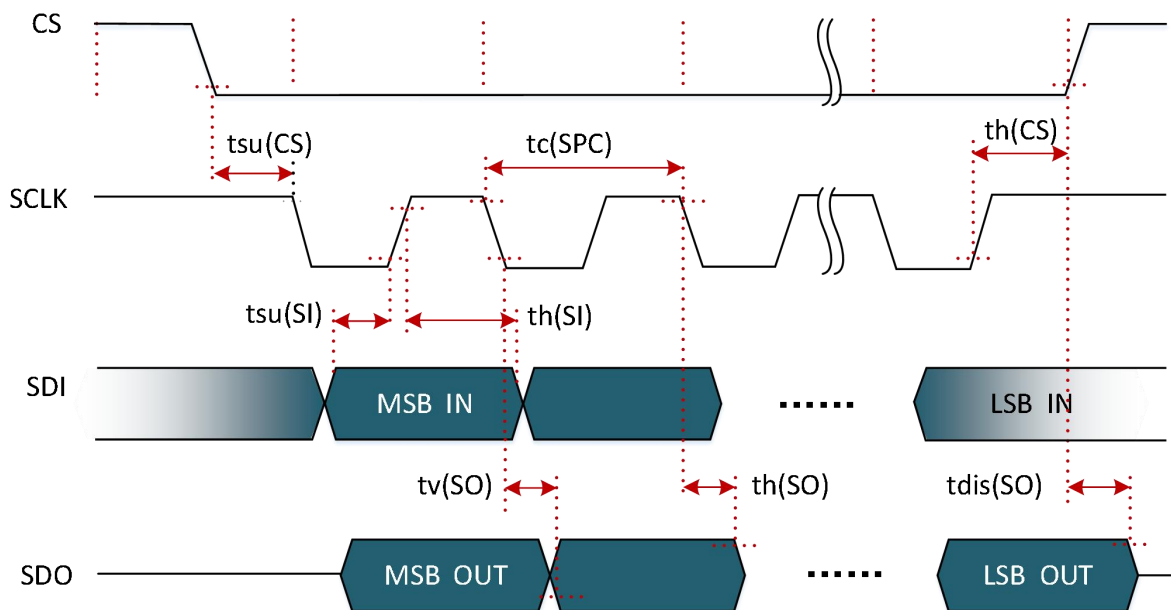 CS
tsu(CS)
tc(SPC)
th(CS)
SCLK
tsu(SI)
th(SI)
SDI
MSB IN
LSB IN
tv(SO)
th(SO)
tdis(SO)
SDO
MSB OUT
LSB OUT